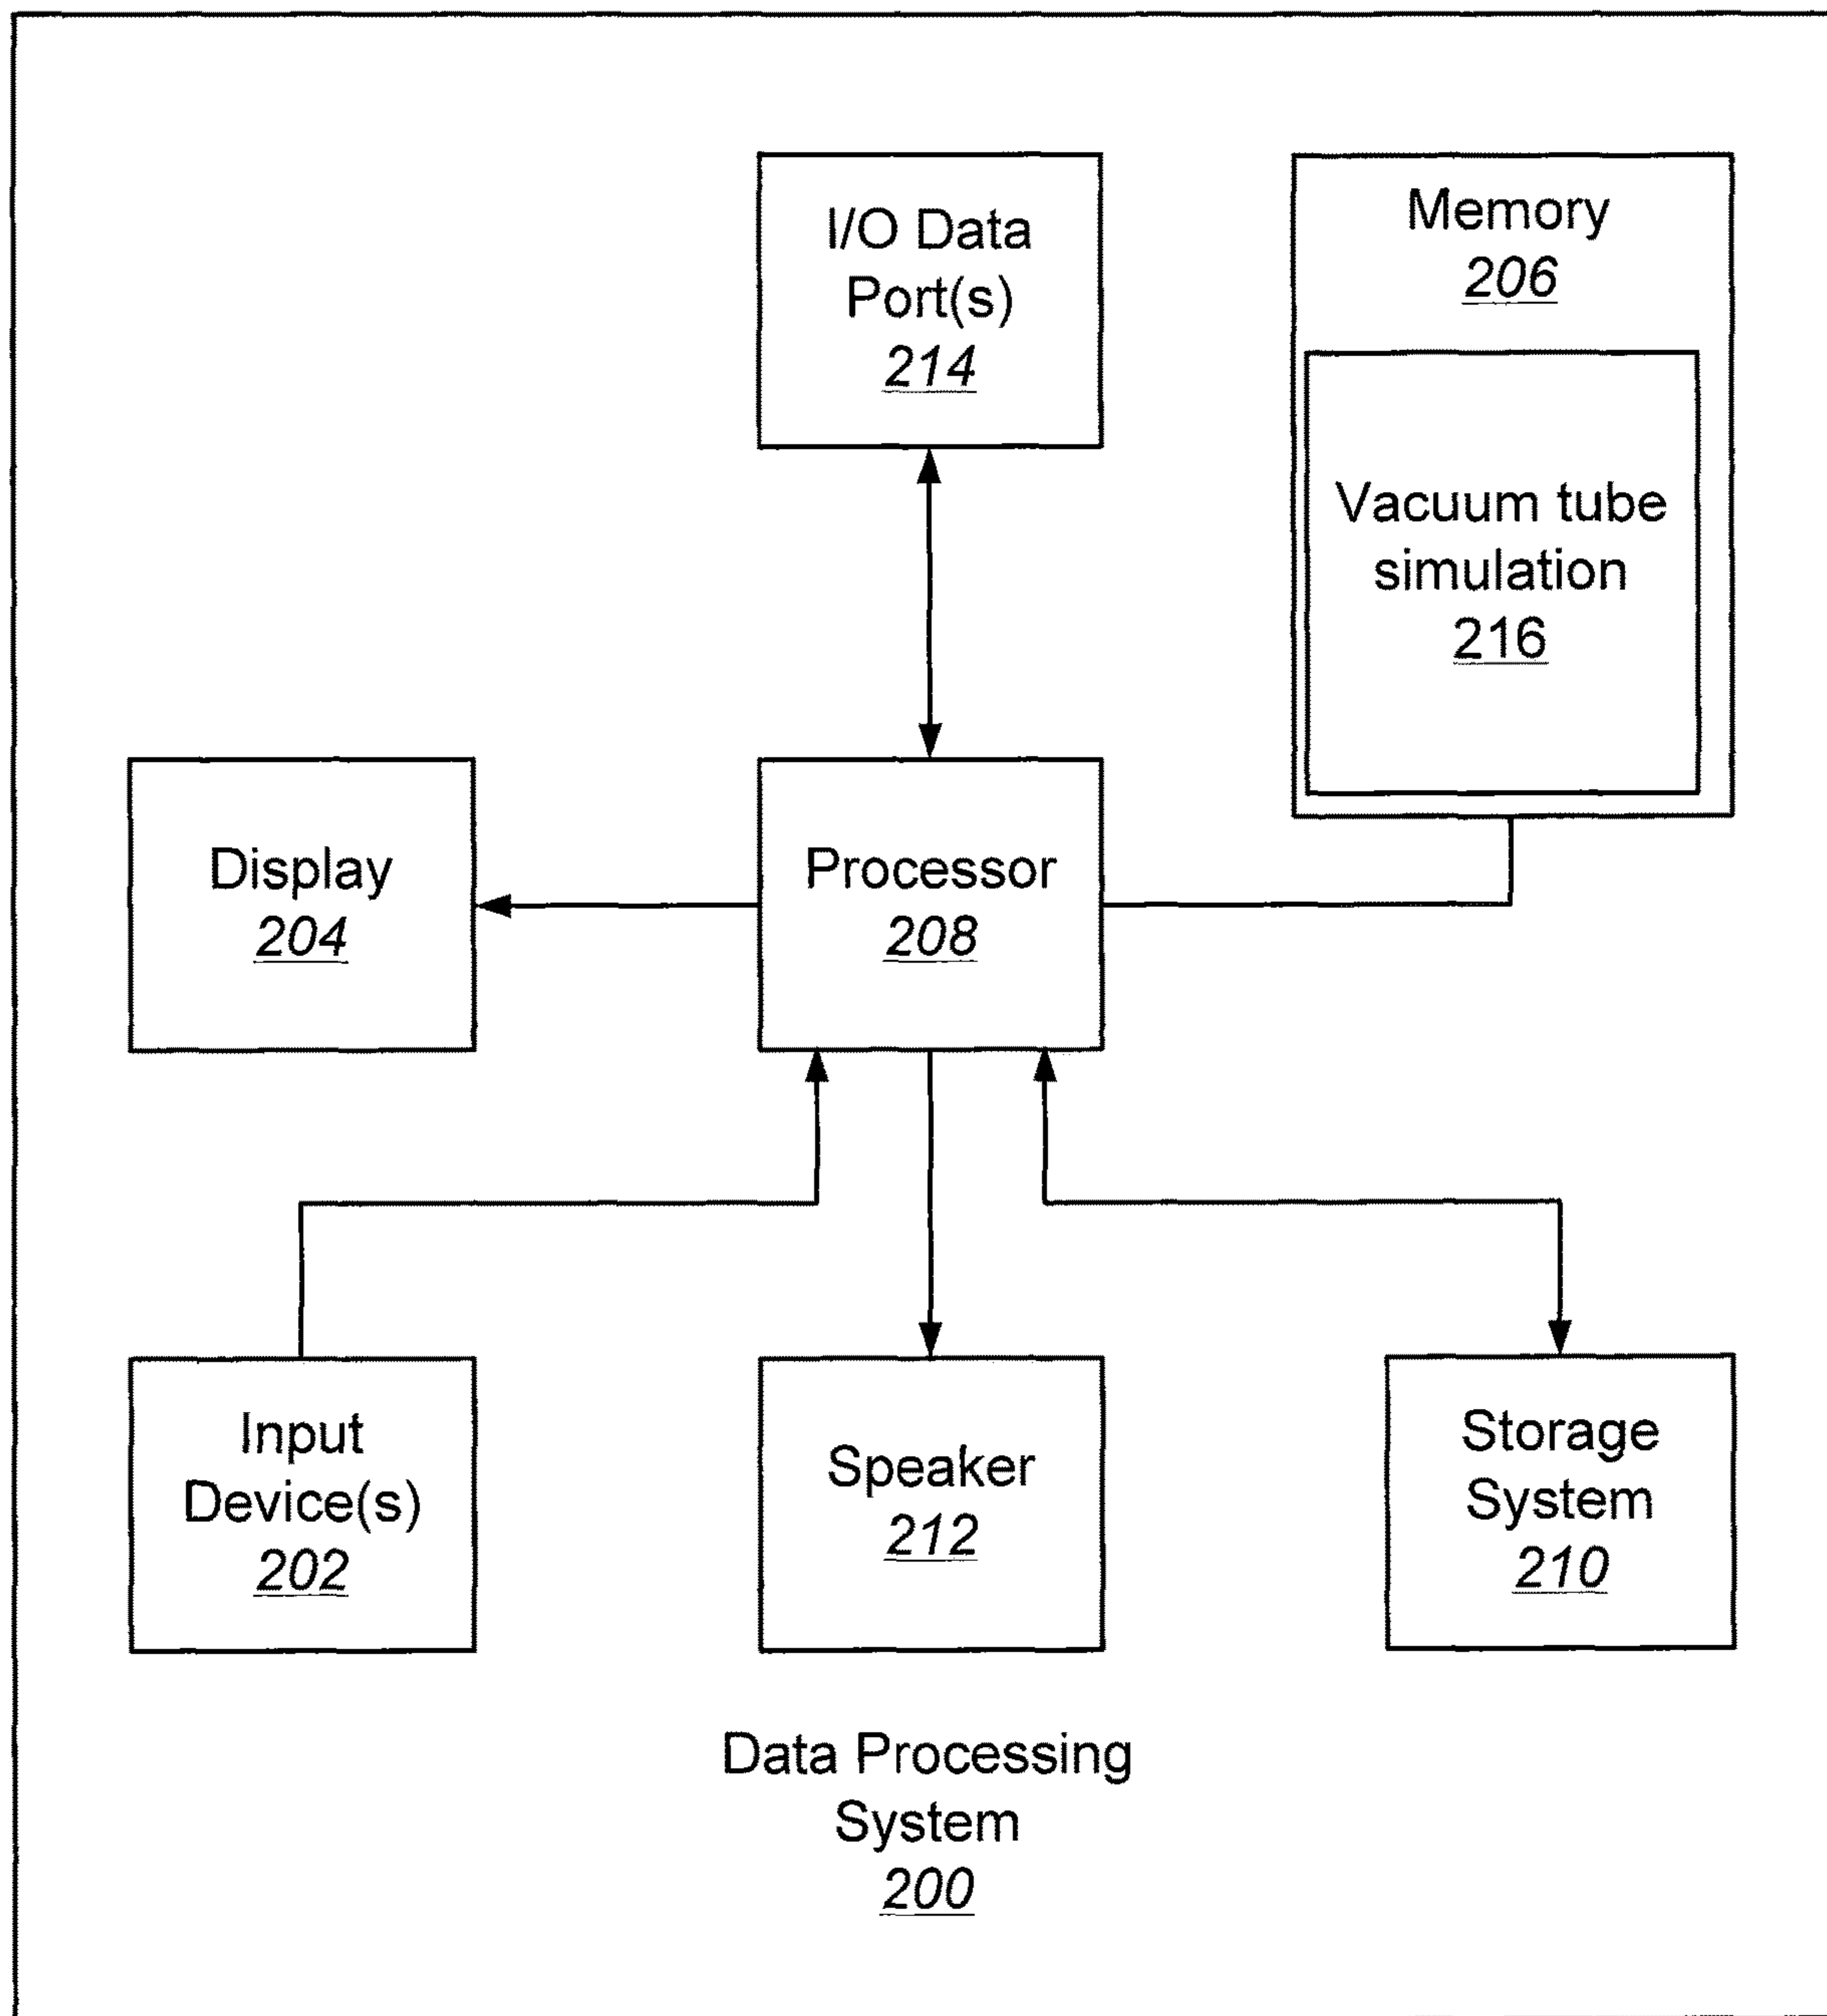 I/O Data
Port(s)
214
Memory
206
Vacuum tube
simulation
216
Display
204
Processor
208
Input
Device(s)
202
Speaker
212
Storage
System
210
Data Processing
System
200